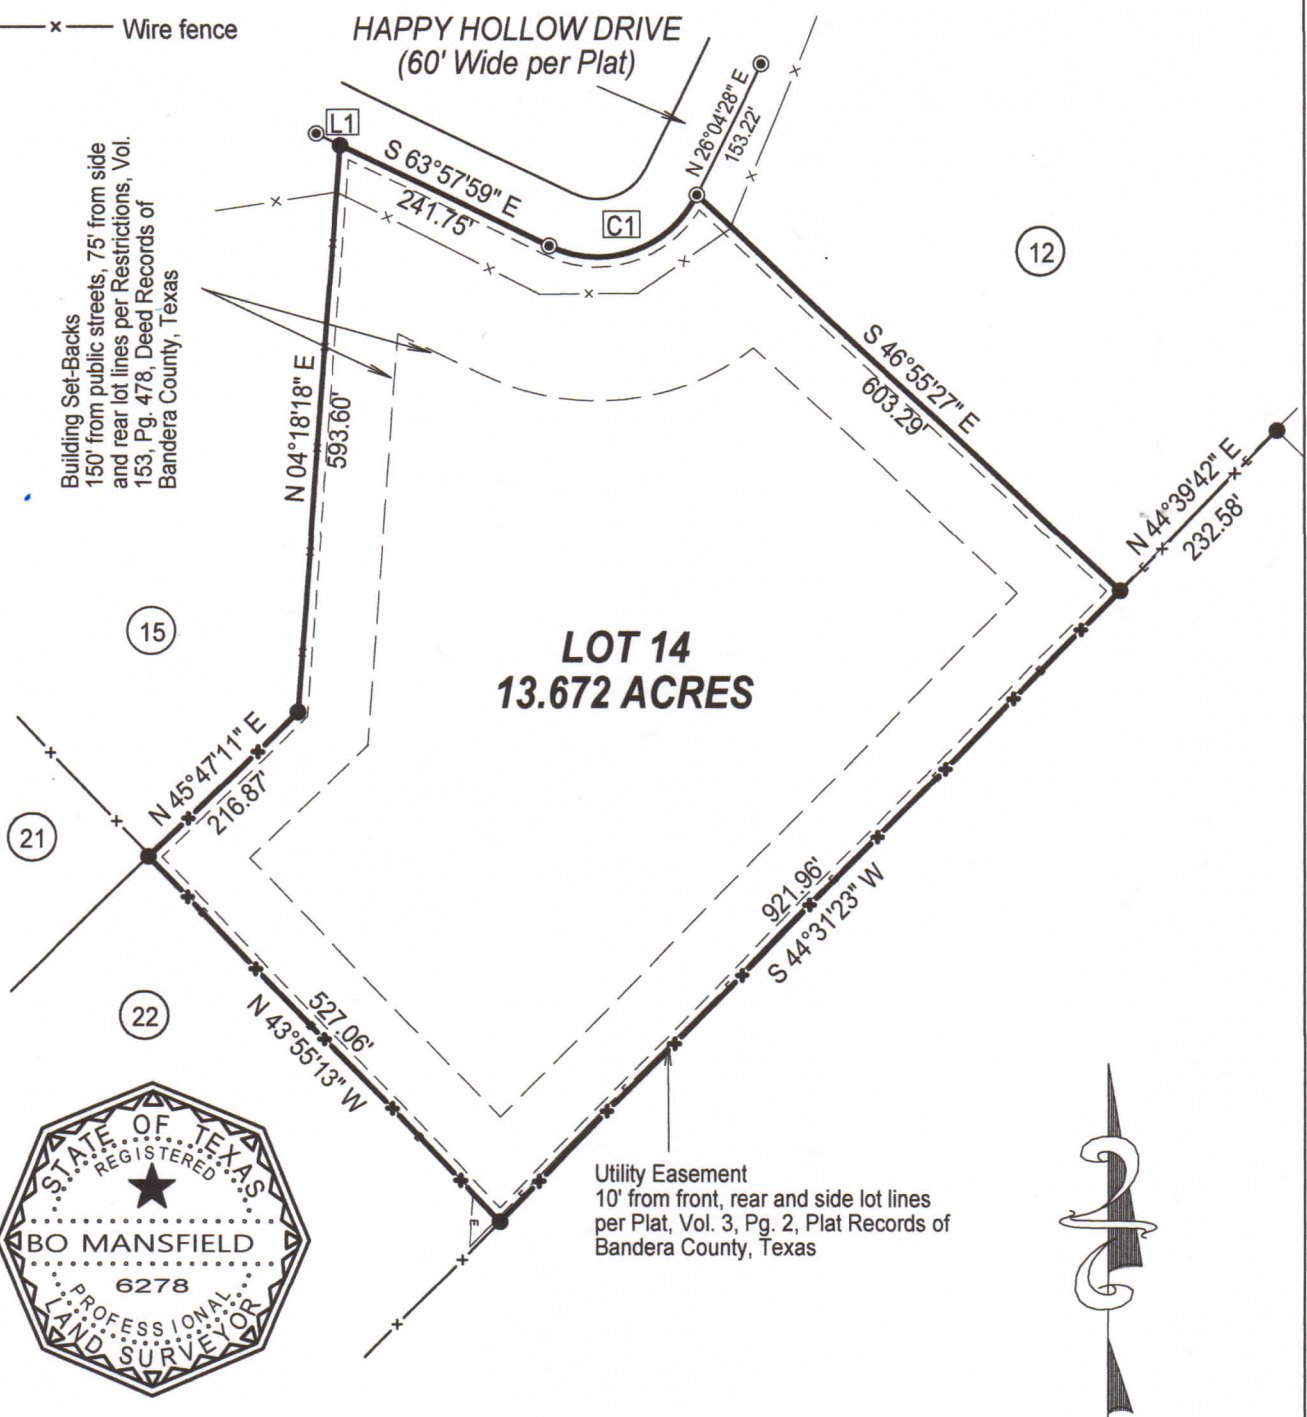 Wire fence
HAPPY HOLLOW DRIVE
(60' Wide per Plat)
N 26°04'28" E
153.22'
L1
S 63°57'59" E
241.75'
C1
12
Building Set-Backs
150' from public streets, 75' from side
and rear lot lines per Restrictions, Vol.
153, Pg. 478, Deed Records of
Bandera County, Texas
S 46°55'27" E
603.29'
N 04°18'18" E
593.60'
N 44°39'42" E
232.58'
15
LOT 14
13.672 ACRES
N 45°47'11" E
216.87'
21
921.96'
S 44°31'23" W
22
527.06'
N 43°55'13" W
E
Utility Easement
10' from front, rear and side lot lines
per Plat, Vol. 3, Pg. 2, Plat Records of
Bandera County, Texas
STATE OF TEXAS
REGISTERED
BO MANSFIELD
6278
PROFESSIONAL
LAND SURVEYOR